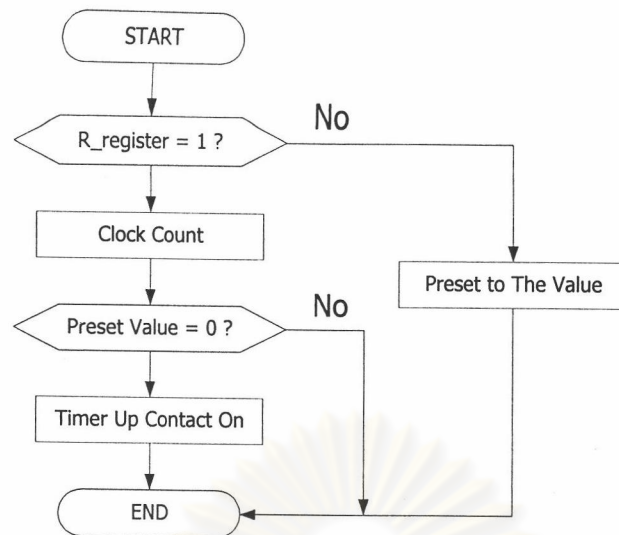 START
No
R_register = 1 ?
Clock Count
Preset to The Value
No
Preset Value = 0 ?
Timer Up Contact On
END